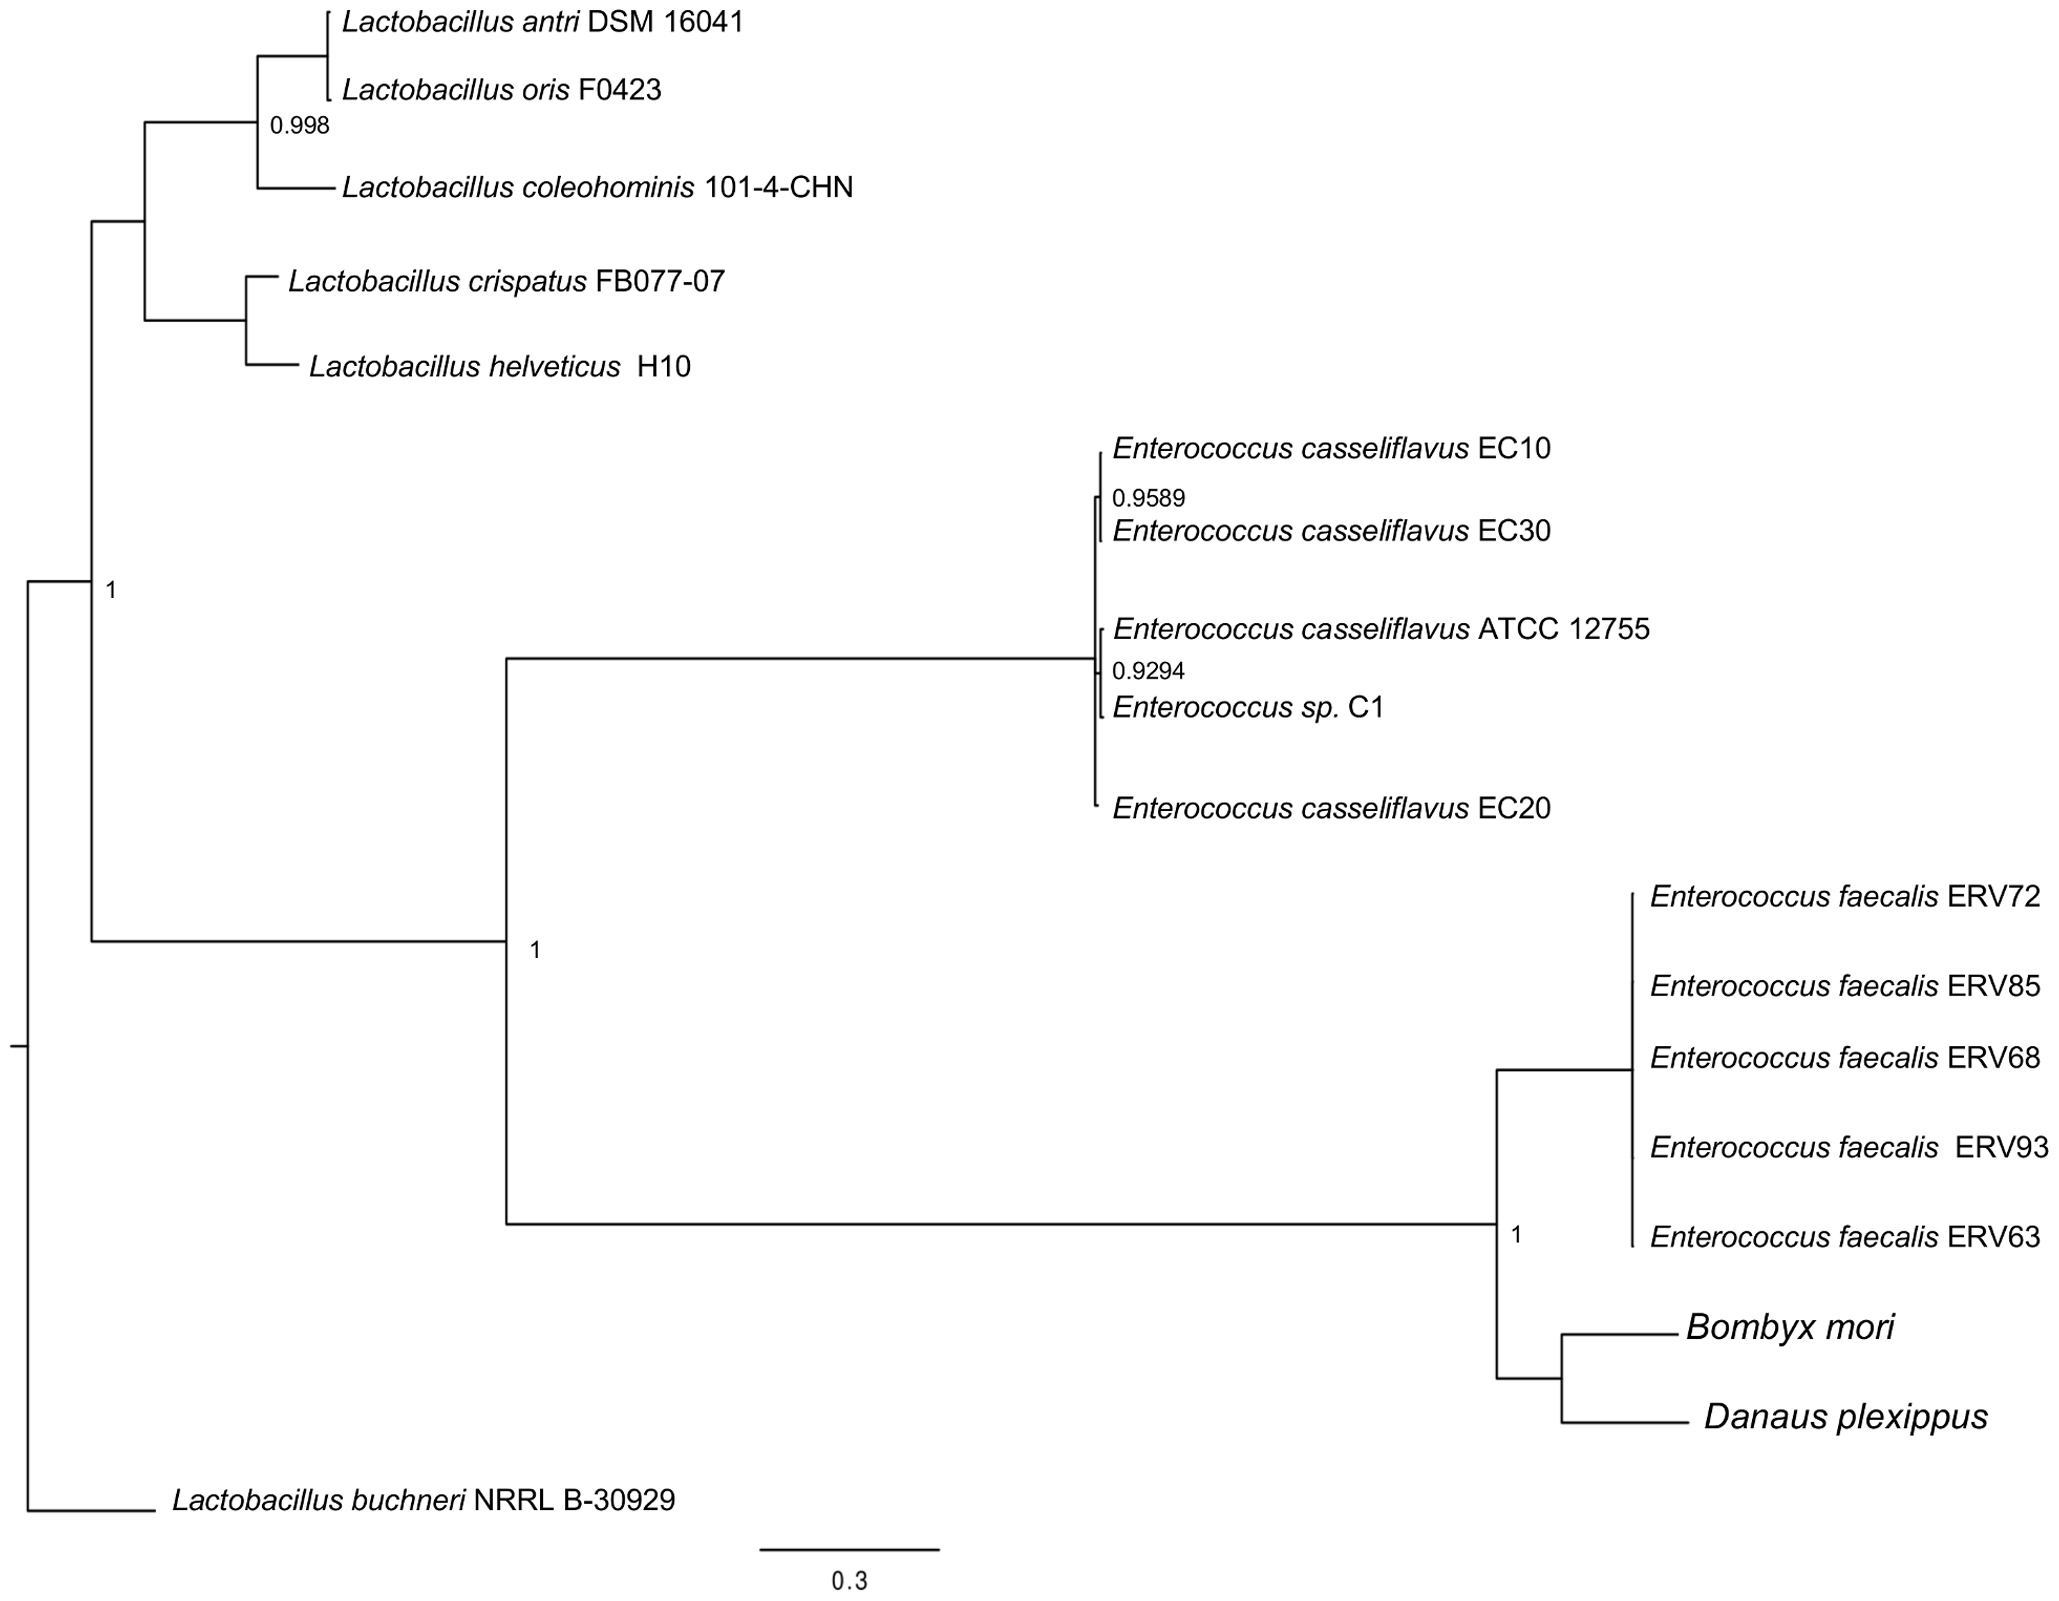 Lactobacillus antri DSM 16041
Lactobacillus oris F0423
0.998
Lactobacillus coleohominis 101-4-CHN
Lactobacillus crispatus FB077-07
Lactobacillus helveticus H10
Enterococcus casseliflavus EC10
0.9589
Enterococcus casseliflavus EC30
1
Enterococcus casseliflavus ATCC 12755
0.9294
Enterococcus sp. C1
Enterococcus casseliflavus EC20
Enterococcus faecalis ERV72
1
Enterococcus faecalis ERV85
Enterococcus faecalis ERV68
Enterococcus faecalis ERV93
1
Enterococcus faecalis ERV63
Bombyx mori
Danaus plexippus
Lactobacillus buchneri NRRL B-30929
0.3